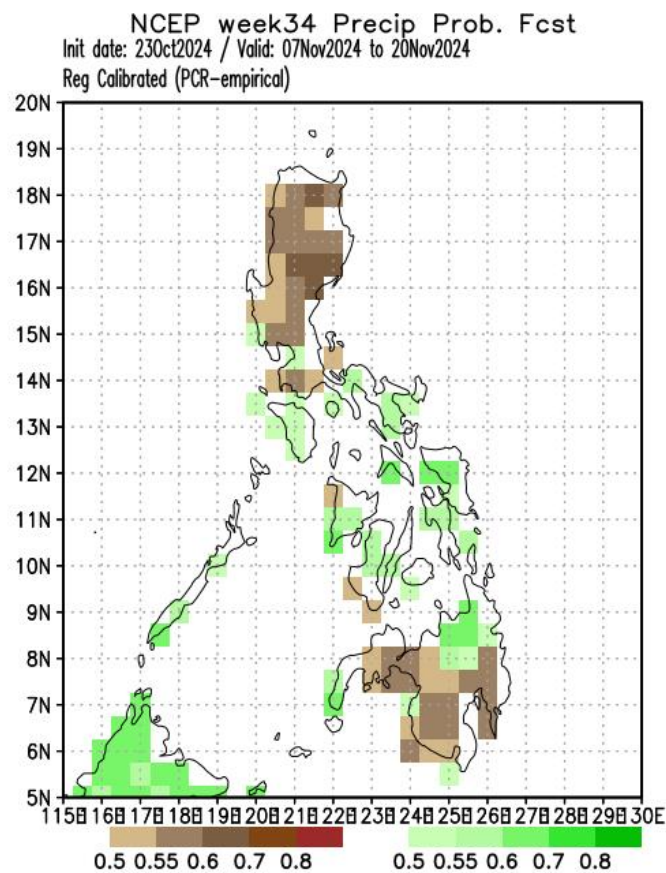 NCEP week34 Precip Prob. Fcst
Init date: 23Oct2024 / Valid: 07Nov2024 to 20Nov2024
Reg Calibrated (PCR-empirical)
20N
19N
18N
17N
16N
15N
14N
13N
12N
11N
10N
9N
8N
7N
6N
5N
115E 116E 117E 118E 119E 120E 121E 122E 123E 124E 125E 126E 127E 128E 129E 130E
0.5 0.55 0.6 0.7 0.8 0.5 0.55 0.6 0.7 0.8